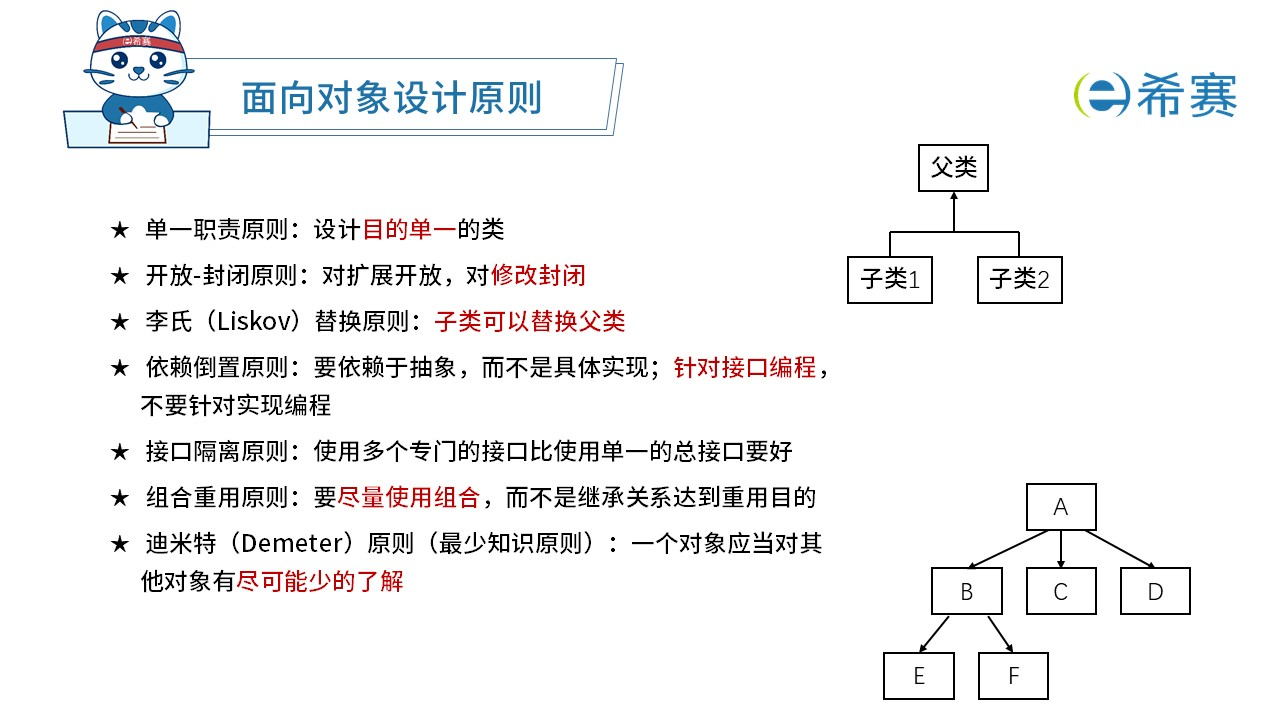 面向对象设计原则
希赛
希赛
★ 单一职责原则：设计目的单一的类
★ 开放-封闭原则：对扩展开放，对修改封闭
★ 李氏（Liskov）替换原则：子类可以替换父类
★ 依赖倒置原则：要依赖于抽象，而不是具体实现；针对接口编程，
不要针对实现编程
★ 接口隔离原则：使用多个专门的接口比使用单一的总接口要好
★ 组合重用原则：要尽量使用组合，而不是继承关系达到重用目的
★ 迪米特（Demeter）原则（最少知识原则）：一个对象应当对其
他对象有尽可能少的了解
父类
子类1 子类2
A
B C D
E F